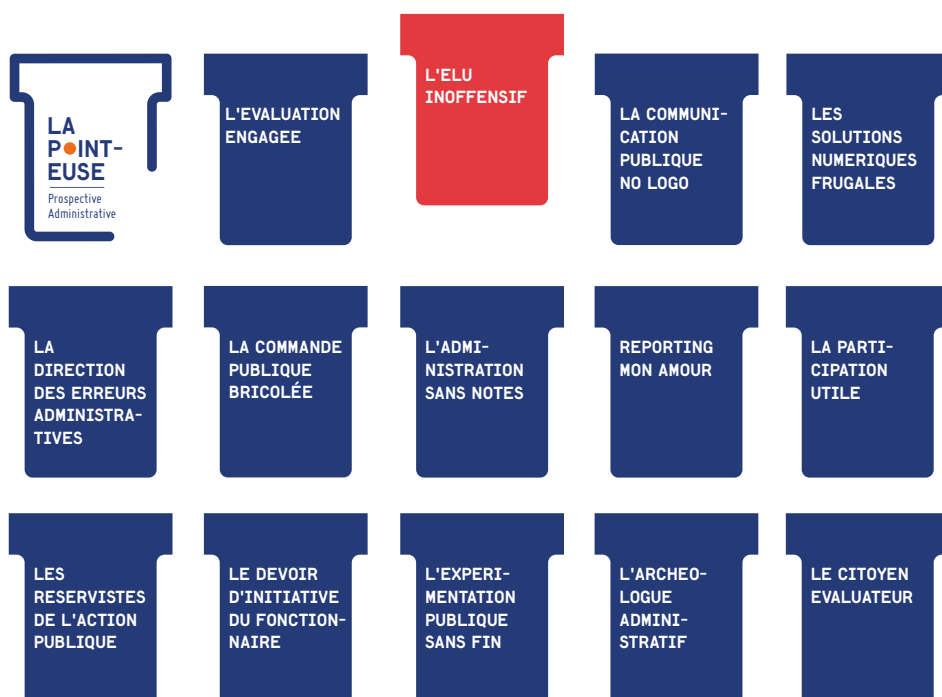 LA
POINT-
EUSE
Prospective
Administrative
L'EVALUATION
ENGAGEE
L'ELU
INOFFENSIF
LA COMMUNI-
CATION
PUBLIQUE
NO LOGO
LES
SOLUTIONS
NUMERIQUES
FRUGALES
LA
DIRECTION
DES ERREURS
ADMINISTRA-
TIVES
LA COMMANDE
PUBLIQUE
BRICOLÉE
L'ADMI-
NISTRATION
SANS NOTES
REPORTING
MON AMOUR
LA PARTI-
CIPATION
UTILE
LES
RESERVISTES
DE L'ACTION
PUBLIQUE
LE DEVOIR
D'INITIATIVE
DU FONCTION-
NAIRE
L'EXPERI-
MENTATION
PUBLIQUE
SANS FIN
L'ARCHEO-
LOGUE
ADMINI-
STRATIF
LE CITOYEN
EVALUATEUR